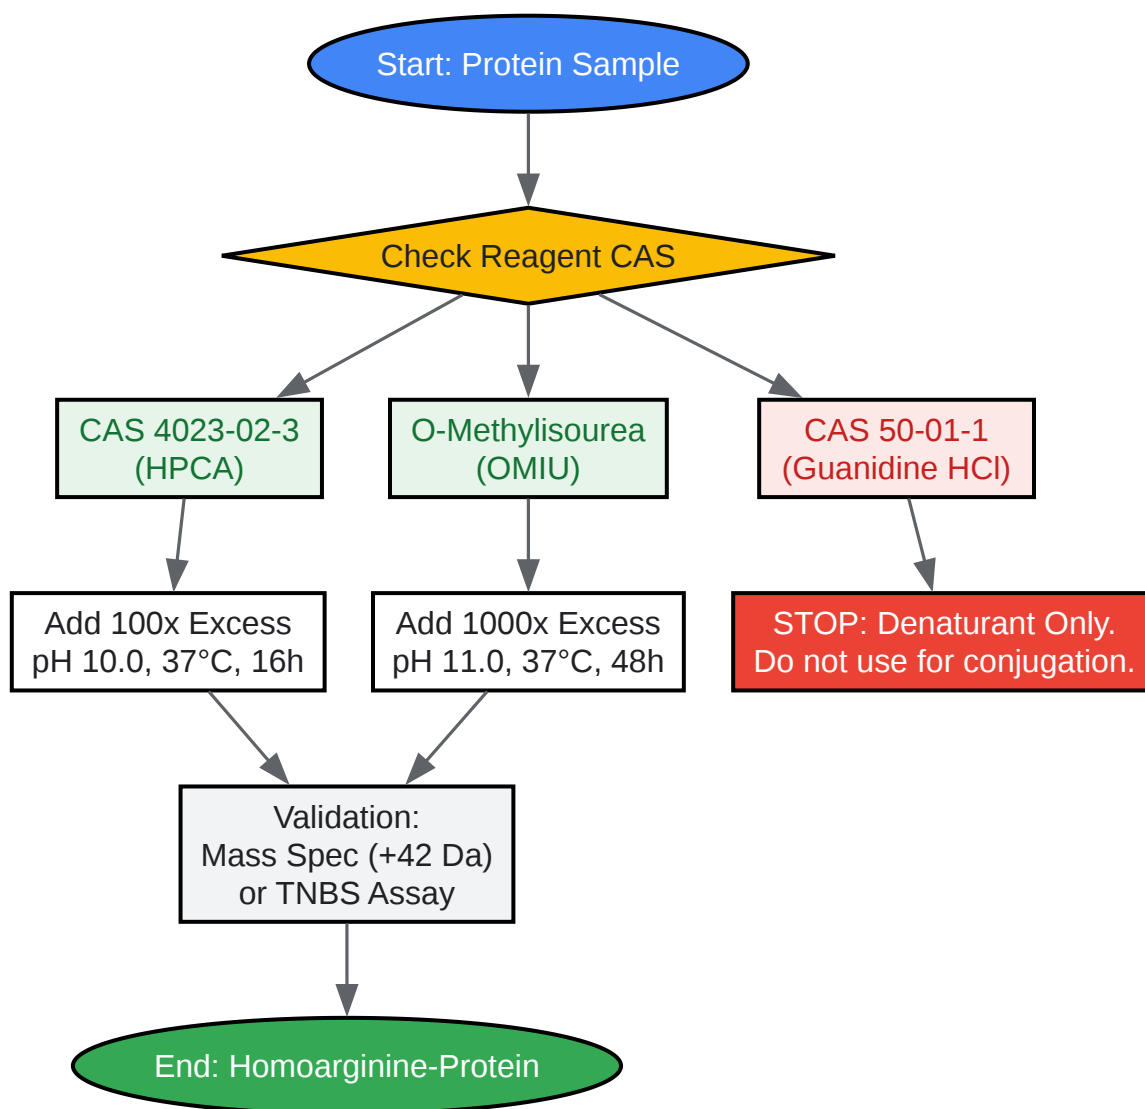 Start: Protein Sample
Check Reagent CAS
CAS 4023-02-3
(HPCA)
O-Methylisourea
(OMIU)
CAS 50-01-1
(Guanidine HCl)
Add 100x Excess
pH 10.0, 37°C, 16h
Add 1000x Excess
pH 11.0, 37°C, 48h
STOP: Denaturant Only.
Do not use for conjugation.
Validation:
Mass Spec (+42 Da)
or TNBS Assay
End: Homoarginine-Protein